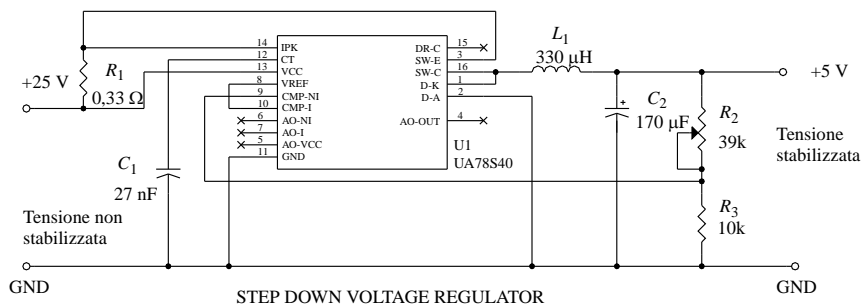 +25 V
R1
0,33 Ω
C1
27 nF
Tensione non
stabilizzata
GND
14 IPK
12 CT
13 VCC
8 VREF
9 CMP-NI
10 CMP-I
6 AO-NI
7 AO-I
5 AO-VCC
11 GND
DR-C 15
SW-E 3
SW-C 16
D-K 1
D-A 2
AO-OUT 4
U1
UA78S40
L1
330 μH
+5 V
C2
170 μF
+
R2
39k
Tensione
stabilizzata
R3
10k
GND
STEP DOWN VOLTAGE REGULATOR